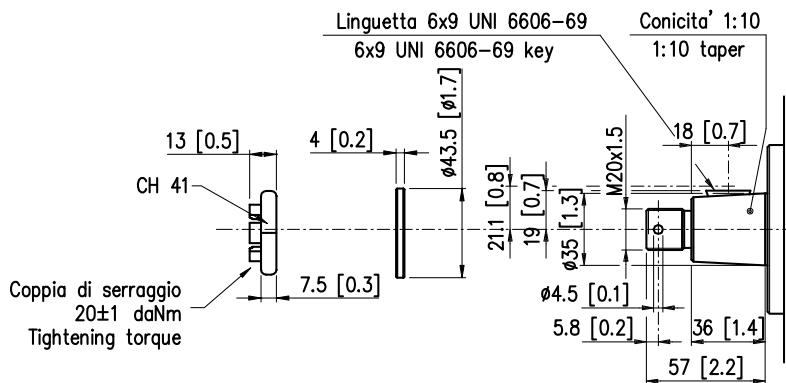 Linguetta 6x9 UNI 6606-69
6x9 UNI 6606-69 key
Conicita' 1:10
1:10 taper
13 [0.5]
4 [0.2]
ø43.5 [ø1.7]
18 [0.7]
CH 41
21.1 [0.8]
19 [0.7]
ø35 [1.3]
M20x1.5
7.5 [0.3]
Coppia di serraggio
20±1 daNm
Tightening torque
ø4.5 [0.1]
5.8 [0.2]
36 [1.4]
57 [2.2]